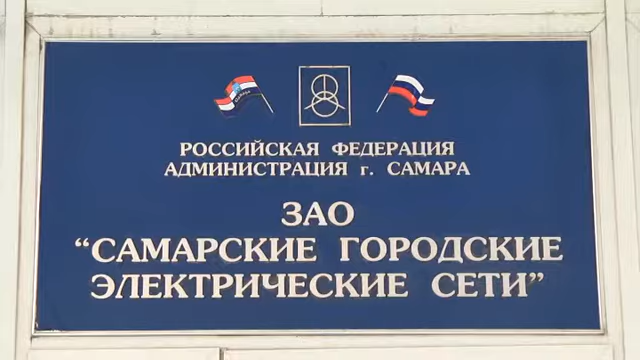 РОССИЙСКАЯ ФЕДЕРАЦИЯ
АДМИНИСТРАЦИЯ г. САМАРА
ЗАО
“САМАРСКИЕ ГОРОДСКИЕ
ЭЛЕКТРИЧЕСКИЕ СЕТИ”